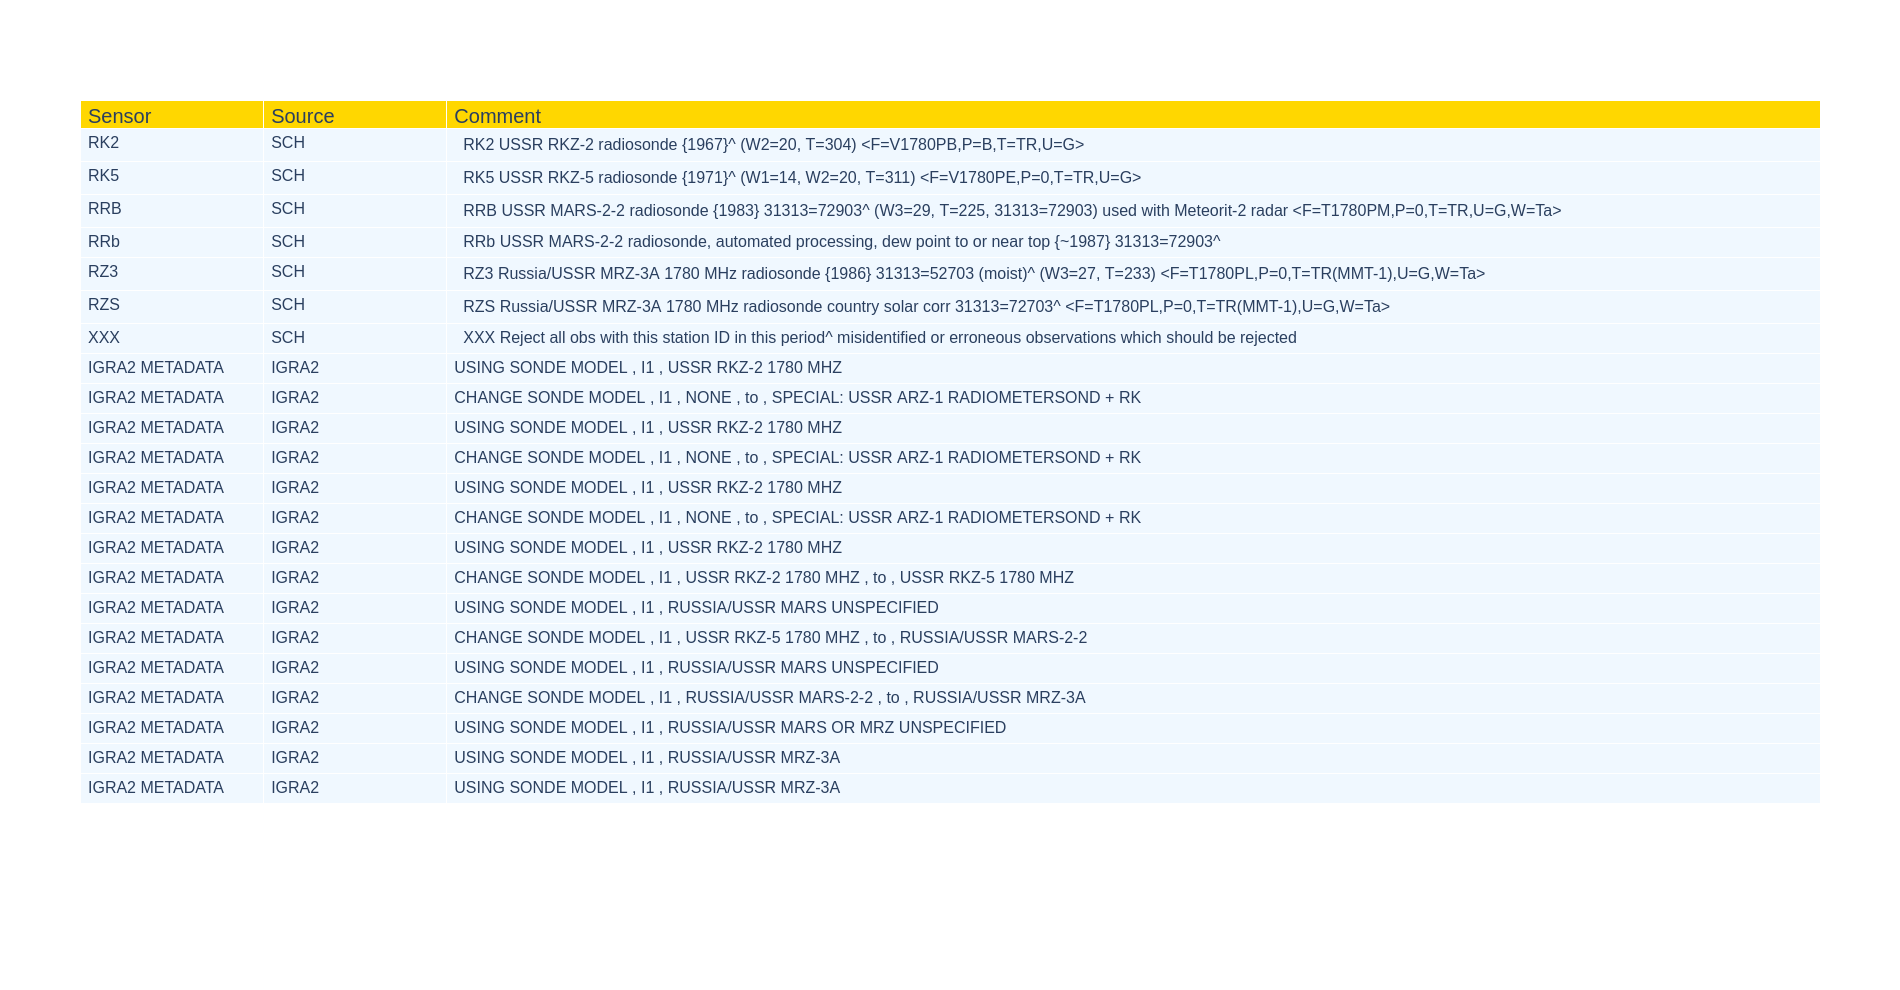 Sensor Source Comment
RK2 SCH RK2 USSR RKZ-2 radiosonde {1967}^ (W2=20, T=304) <F=V1780PB,P=B,T=TR,U=G>
RK5 SCH RK5 USSR RKZ-5 radiosonde {1971}^ (W1=14, W2=20, T=311) <F=V1780PE,P=0,T=TR,U=G>
RRB SCH RRB USSR MARS-2-2 radiosonde {1983} 31313=72903^ (W3=29, T=225, 31313=72903) used with Meteorit-2 radar <F=T1780PM,P=0,T=TR,U=G,W=Ta>
RRb SCH RRb USSR MARS-2-2 radiosonde, automated processing, dew point to or near top {~1987} 31313=72903^
RZ3 SCH RZ3 Russia/USSR MRZ-3A 1780 MHz radiosonde {1986} 31313=52703 (moist)^ (W3=27, T=233) <F=T1780PL,P=0,T=TR(MMT-1),U=G,W=Ta>
RZS SCH RZS Russia/USSR MRZ-3A 1780 MHz radiosonde country solar corr 31313=72703^ <F=T1780PL,P=0,T=TR(MMT-1),U=G,W=Ta>
XXX SCH XXX Reject all obs with this station ID in this period^ misidentified or erroneous observations which should be rejected
IGRA2 METADATA IGRA2 USING SONDE MODEL , I1 , USSR RKZ-2 1780 MHZ
IGRA2 METADATA IGRA2 CHANGE SONDE MODEL , I1 , NONE , to , SPECIAL: USSR ARZ-1 RADIOMETERSOND + RK
IGRA2 METADATA IGRA2 USING SONDE MODEL , I1 , USSR RKZ-2 1780 MHZ
IGRA2 METADATA IGRA2 CHANGE SONDE MODEL , I1 , NONE , to , SPECIAL: USSR ARZ-1 RADIOMETERSOND + RK
IGRA2 METADATA IGRA2 USING SONDE MODEL , I1 , USSR RKZ-2 1780 MHZ
IGRA2 METADATA IGRA2 CHANGE SONDE MODEL , I1 , NONE , to , SPECIAL: USSR ARZ-1 RADIOMETERSOND + RK
IGRA2 METADATA IGRA2 USING SONDE MODEL , I1 , USSR RKZ-2 1780 MHZ
IGRA2 METADATA IGRA2 CHANGE SONDE MODEL , I1 , USSR RKZ-2 1780 MHZ , to , USSR RKZ-5 1780 MHZ
IGRA2 METADATA IGRA2 USING SONDE MODEL , I1 , RUSSIA/USSR MARS UNSPECIFIED
IGRA2 METADATA IGRA2 CHANGE SONDE MODEL , I1 , USSR RKZ-5 1780 MHZ , to , RUSSIA/USSR MARS-2-2
IGRA2 METADATA IGRA2 USING SONDE MODEL , I1 , RUSSIA/USSR MARS UNSPECIFIED
IGRA2 METADATA IGRA2 CHANGE SONDE MODEL , I1 , RUSSIA/USSR MARS-2-2 , to , RUSSIA/USSR MRZ-3A
IGRA2 METADATA IGRA2 USING SONDE MODEL , I1 , RUSSIA/USSR MARS OR MRZ UNSPECIFIED
IGRA2 METADATA IGRA2 USING SONDE MODEL , I1 , RUSSIA/USSR MRZ-3A
IGRA2 METADATA IGRA2 USING SONDE MODEL , I1 , RUSSIA/USSR MRZ-3A